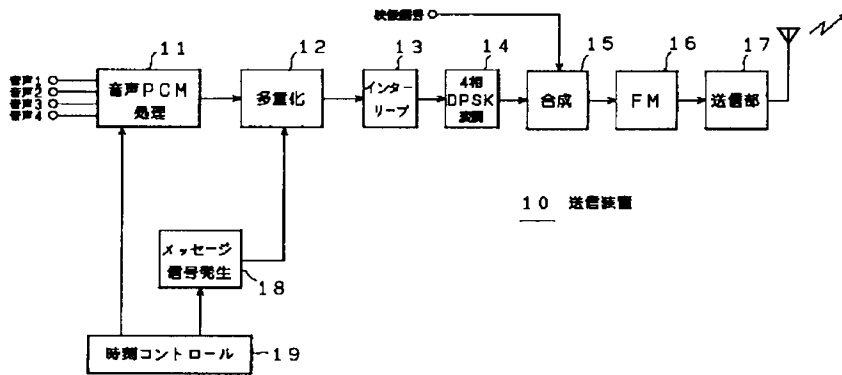 映像信号
11
12
13
14
15
16
17
音声1
音声2
音声3
音声4
音声PCM
処理
多重化
インター
リーブ
4相
DPSK
変調
合成
FM
送信部
10 送信装置
メッセージ
信号発生
18
時刻コントロール
19